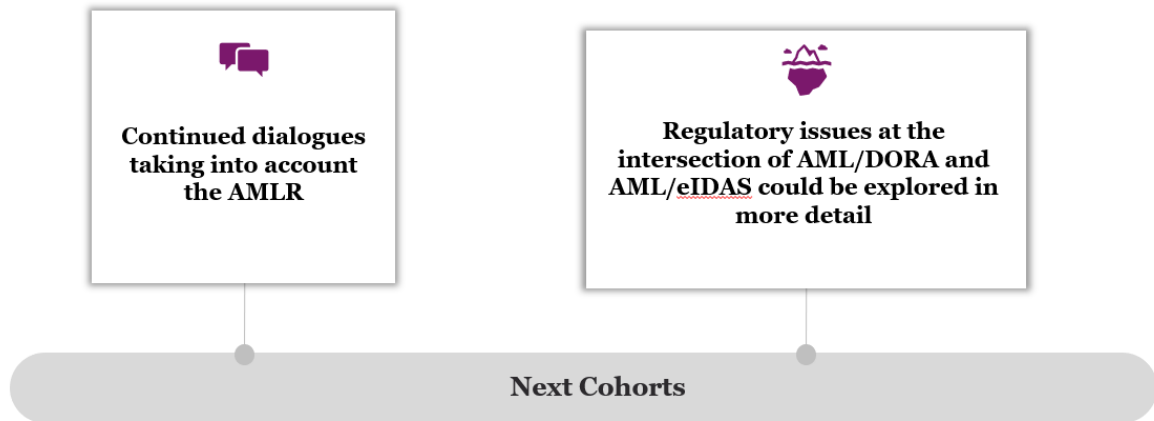 Continued dialogues
taking into account
the AMLR
Regulatory issues at the
intersection of AML/DORA and
AML/eIDAS could be explored in
more detail
Next Cohorts